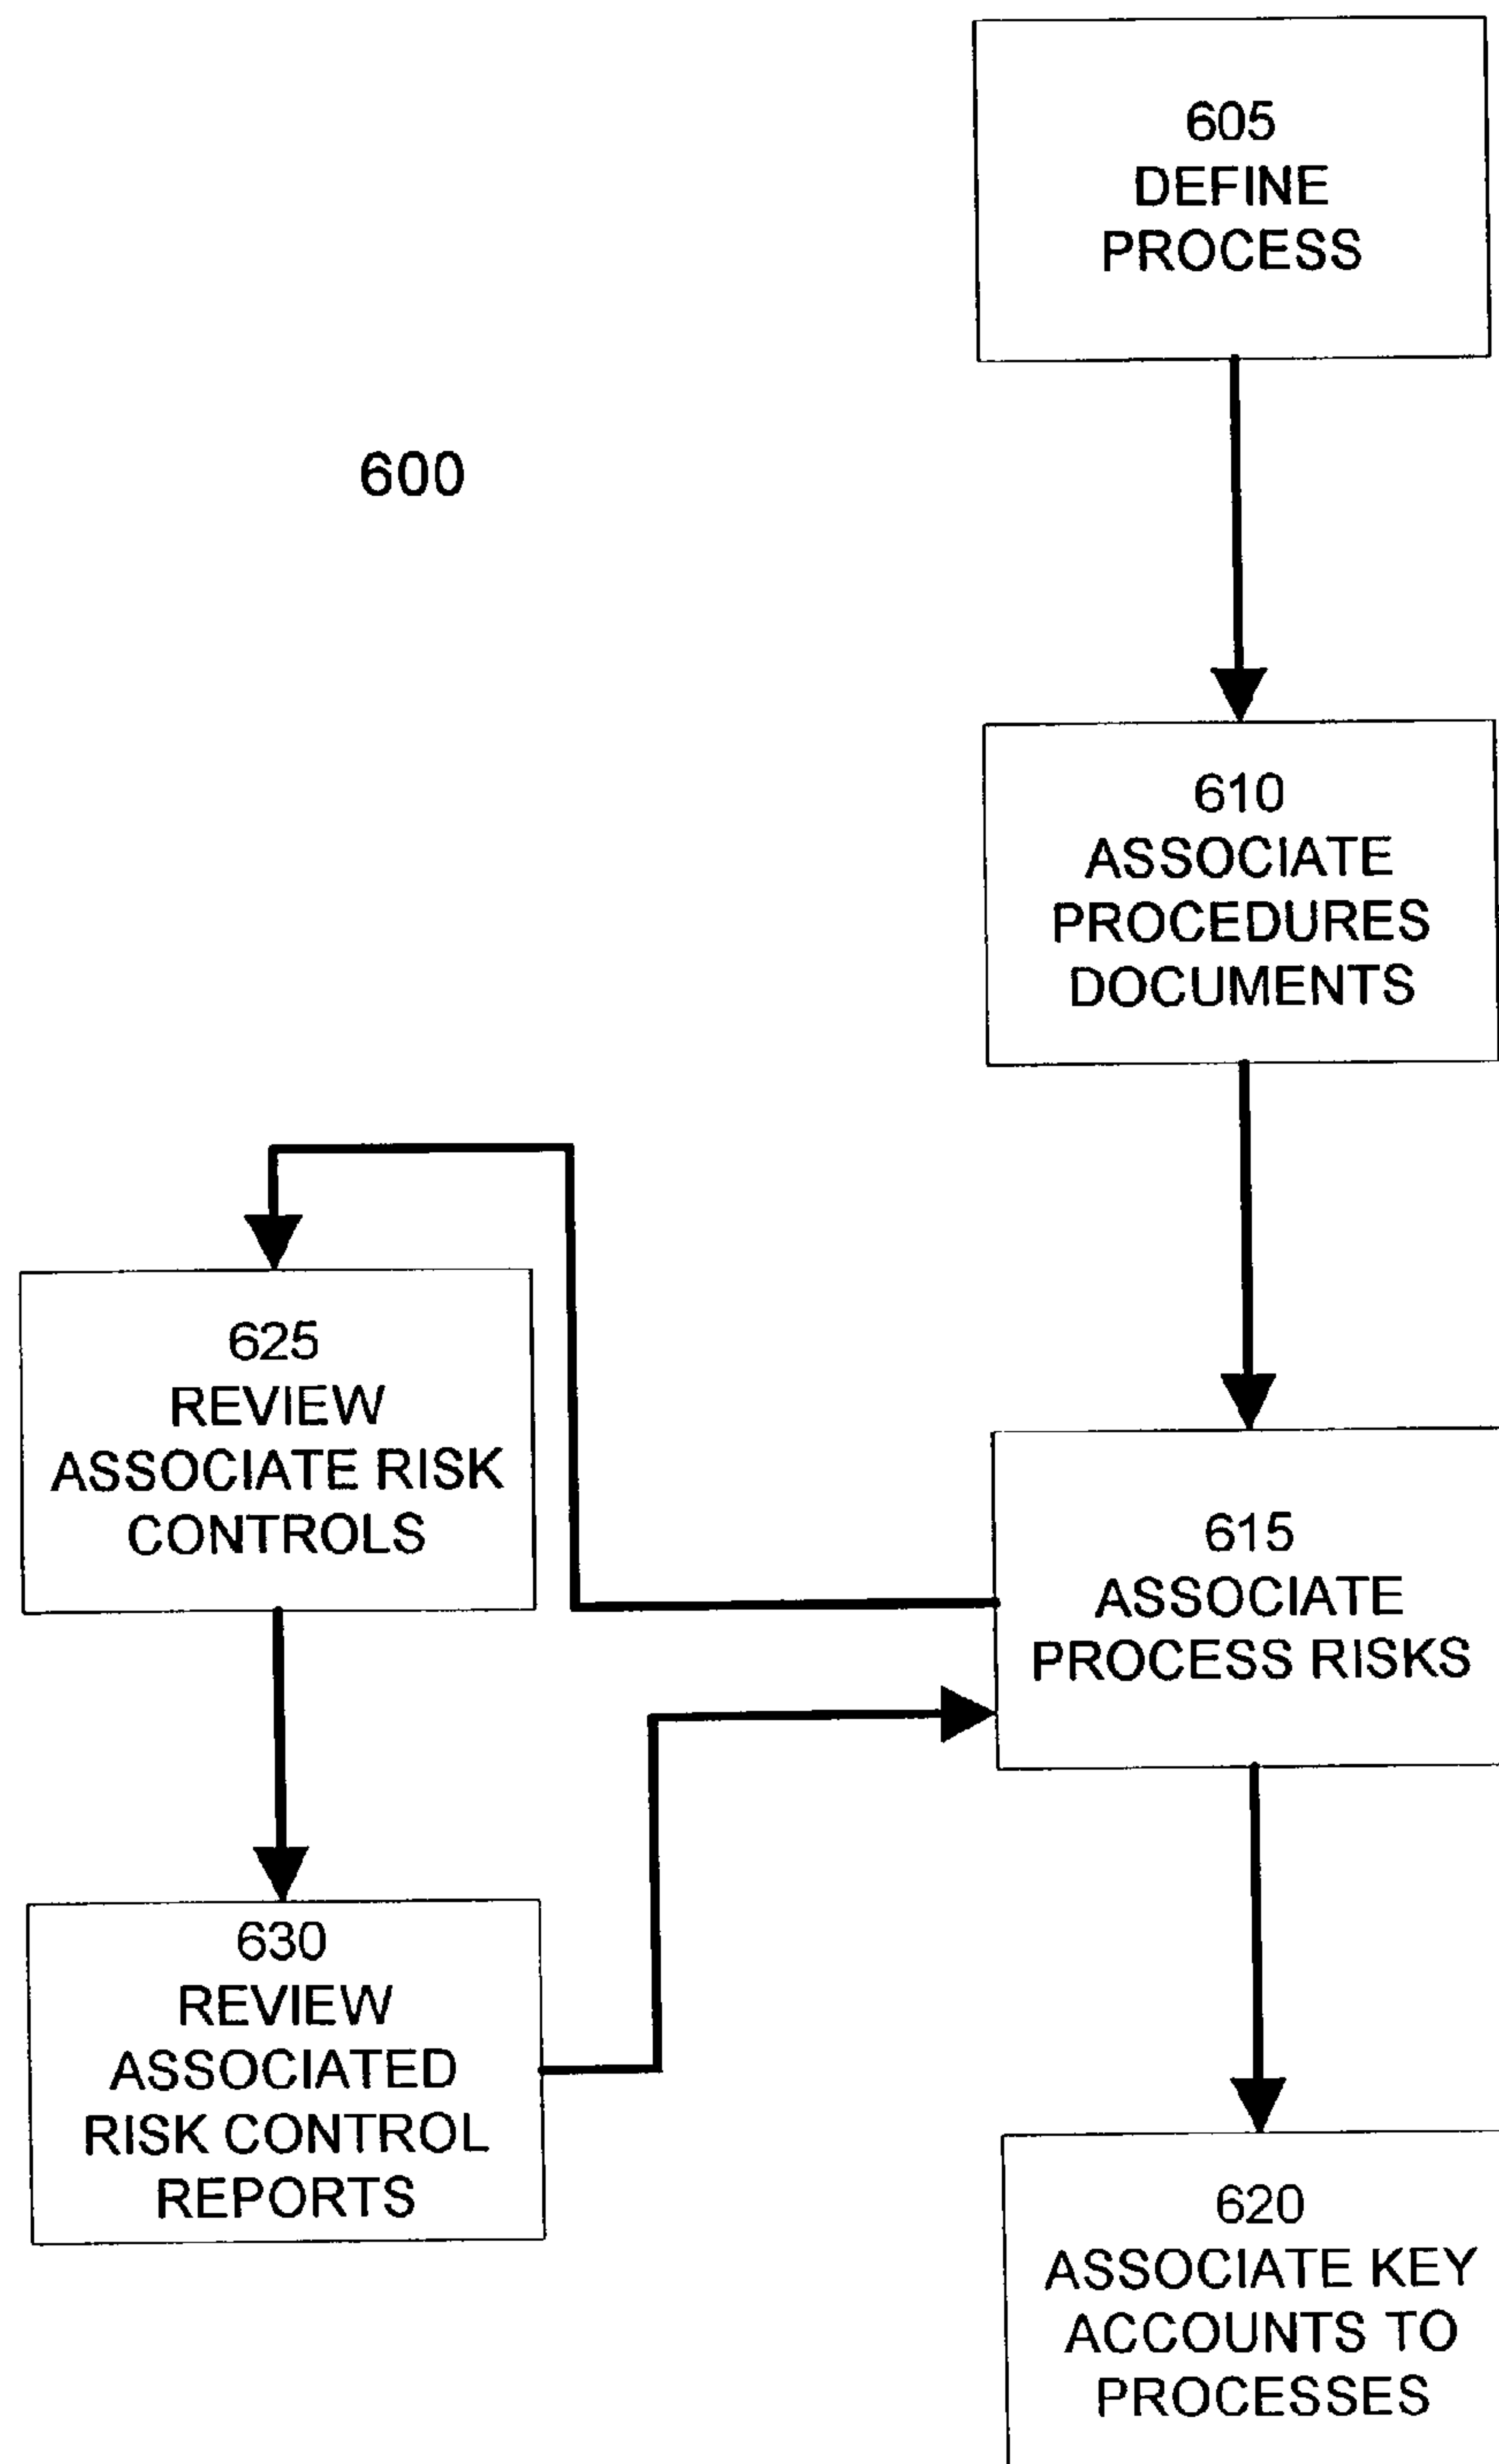 605
DEFINE
PROCESS
600
610
ASSOCIATE
PROCEDURES
DOCUMENTS
625
REVIEW
ASSOCIATE RISK
CONTROLS
615
ASSOCIATE
PROCESS RISKS
630
REVIEW
ASSOCIATED
RISK CONTROL
REPORTS
620
ASSOCIATE KEY
ACCOUNTS TO
PROCESSES